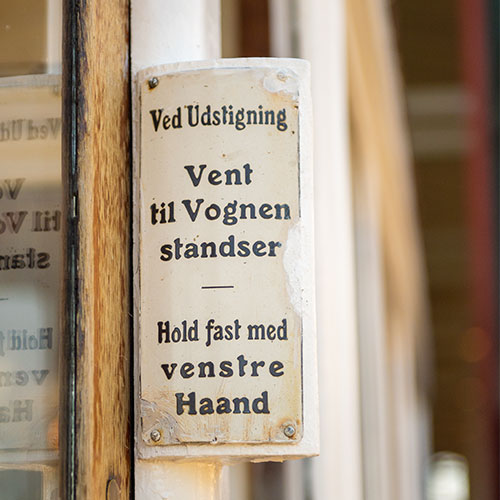 Ved Udstigning
Vent
til Vognen
standser
Hold fast med
venstre
Haand